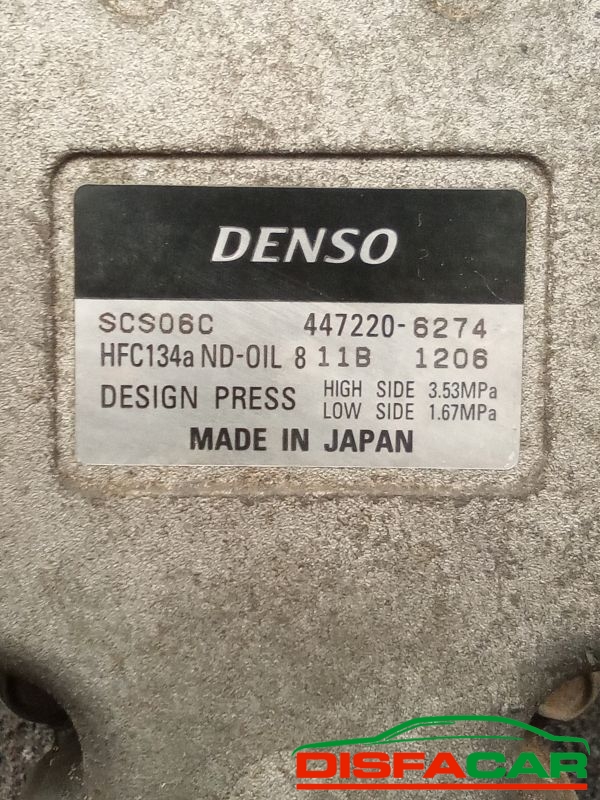 DENSO
SCS06C 447220-6274
HFC134a ND-OIL 8 11B 1206
DESIGN PRESS HIGH SIDE 3.53MPa
LOW SIDE 1.67MPa
MADE IN JAPAN
DISFACAR